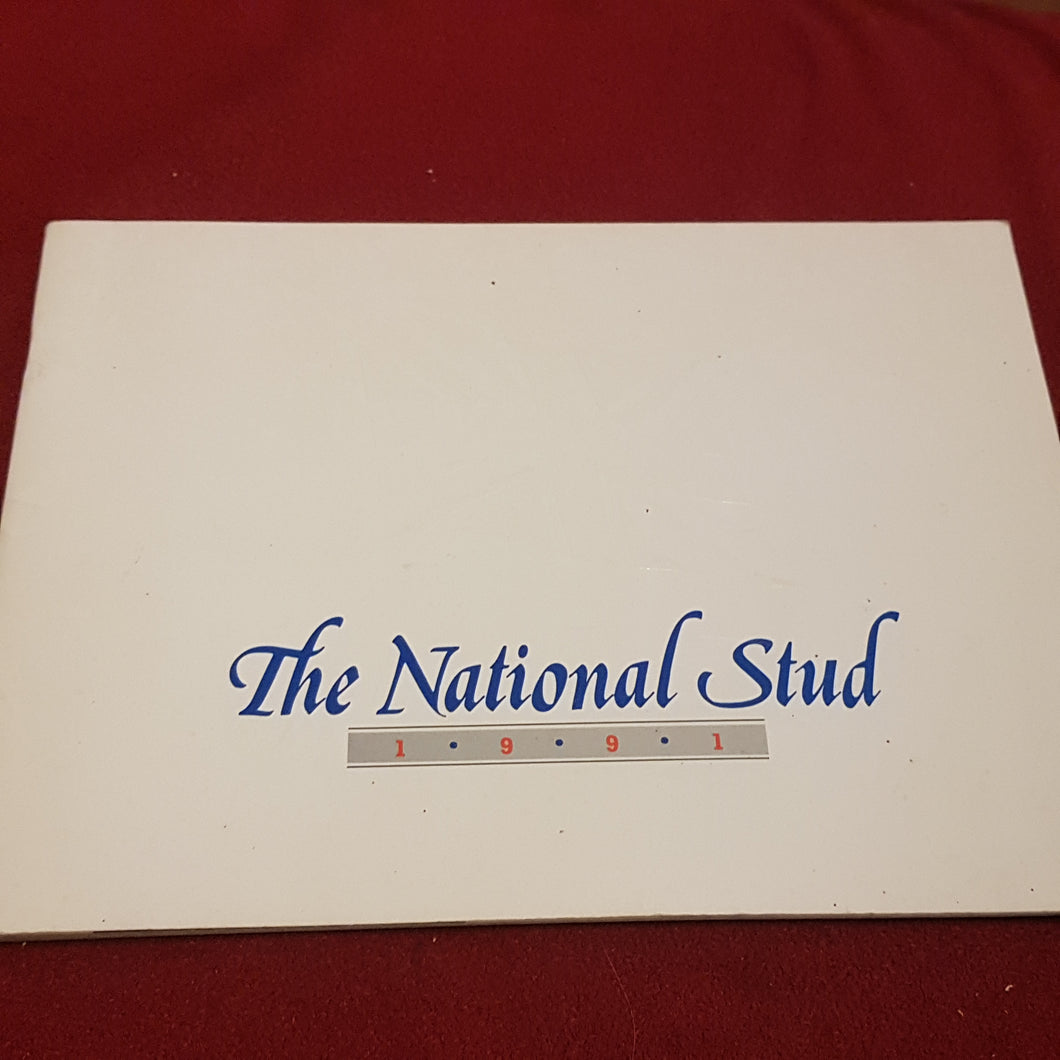 The National Stud
1 • 9 • 9 • 1